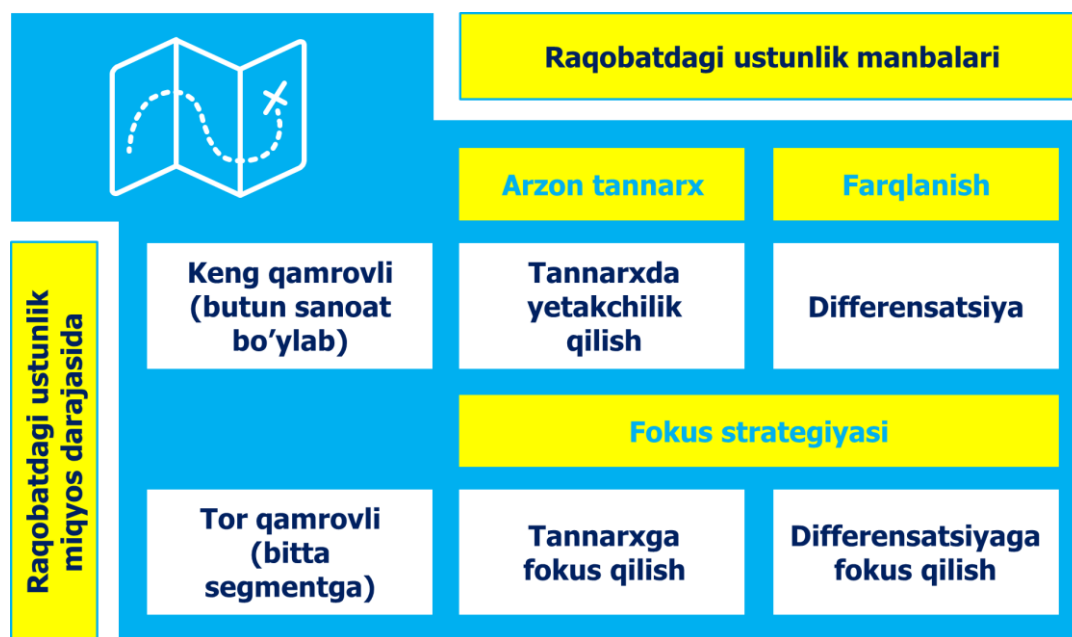 Raqobatdagi ustunlik manbalari
Arzon tannarx
Farqlanish
Raqobatdagi ustunlik
miqyos darajasida
Keng qamrovli
(butun sanoat
bo’ylab)
Tannarxda
yetakchilik
qilish
Differensatsiya
Fokus strategiyasi
Tor qamrovli
(bitta
segmentga)
Tannarxga
fokus qilish
Differensatsiyaga
fokus qilish